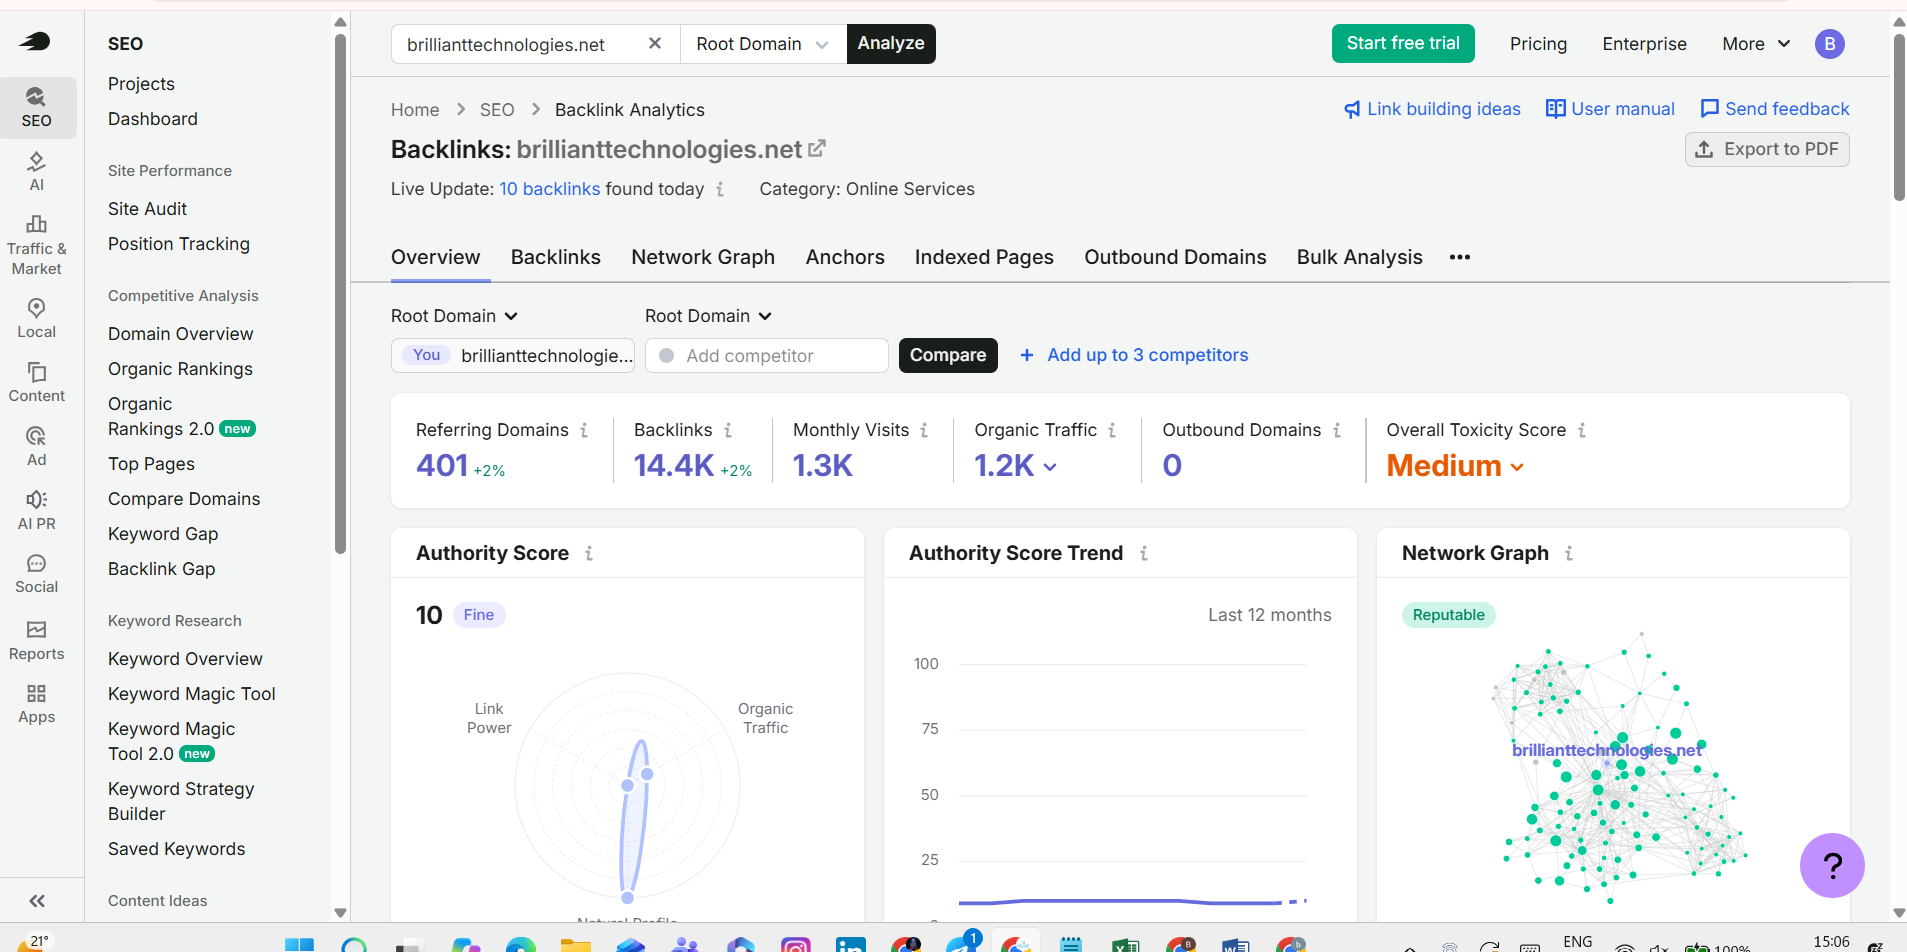 SEO
AI
Traffic &
Market
Local
Content
Ad
AI PR
Social
Reports
Apps
SEO
Projects
Dashboard
Site Performance
Site Audit
Position Tracking
Competitive Analysis
Domain Overview
Organic Rankings
Organic
Rankings 2.0 new
Top Pages
Compare Domains
Keyword Gap
Backlink Gap
Keyword Research
Keyword Overview
Keyword Magic Tool
Keyword Magic
Tool 2.0 new
Keyword Strategy
Builder
Saved Keywords
Content Ideas
brillianttechnologies.net Root Domain Analyze
Start free trial Pricing Enterprise More B
Home > SEO > Backlink Analytics
Link building ideas User manual Send feedback
Backlinks: brillianttechnologies.net
Export to PDF
Live Update: 10 backlinks found today Category: Online Services
Overview Backlinks Network Graph Anchors Indexed Pages Outbound Domains Bulk Analysis
Root Domain Root Domain
You brillianttechnologie... Add competitor Compare + Add up to 3 competitors
Referring Domains
401 +2%
Backlinks
14.4K +2%
Monthly Visits
1.3K
Organic Traffic
1.2K
Outbound Domains
0
Overall Toxicity Score
Medium
Authority Score
10 Fine
Link
Power
Organic
Traffic
Natural Profile
Authority Score Trend
Last 12 months
100
75
50
25
Network Graph
Reputable
brillianttechnologies.net
?
21°
1
ENG
100%
15:06